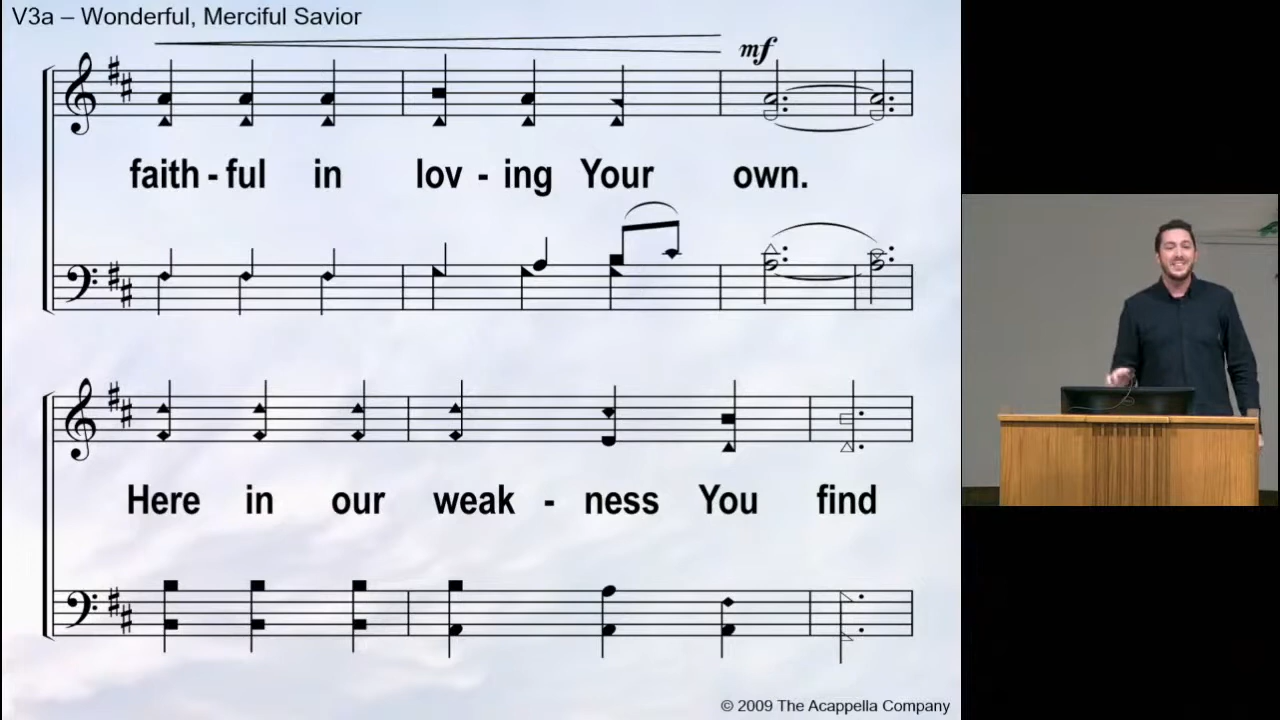 V3a – Wonderful, Merciful Savior
mf
faith - ful in lov - ing Your own.
Here in our weak - ness You find
© 2009 The Acappella Company